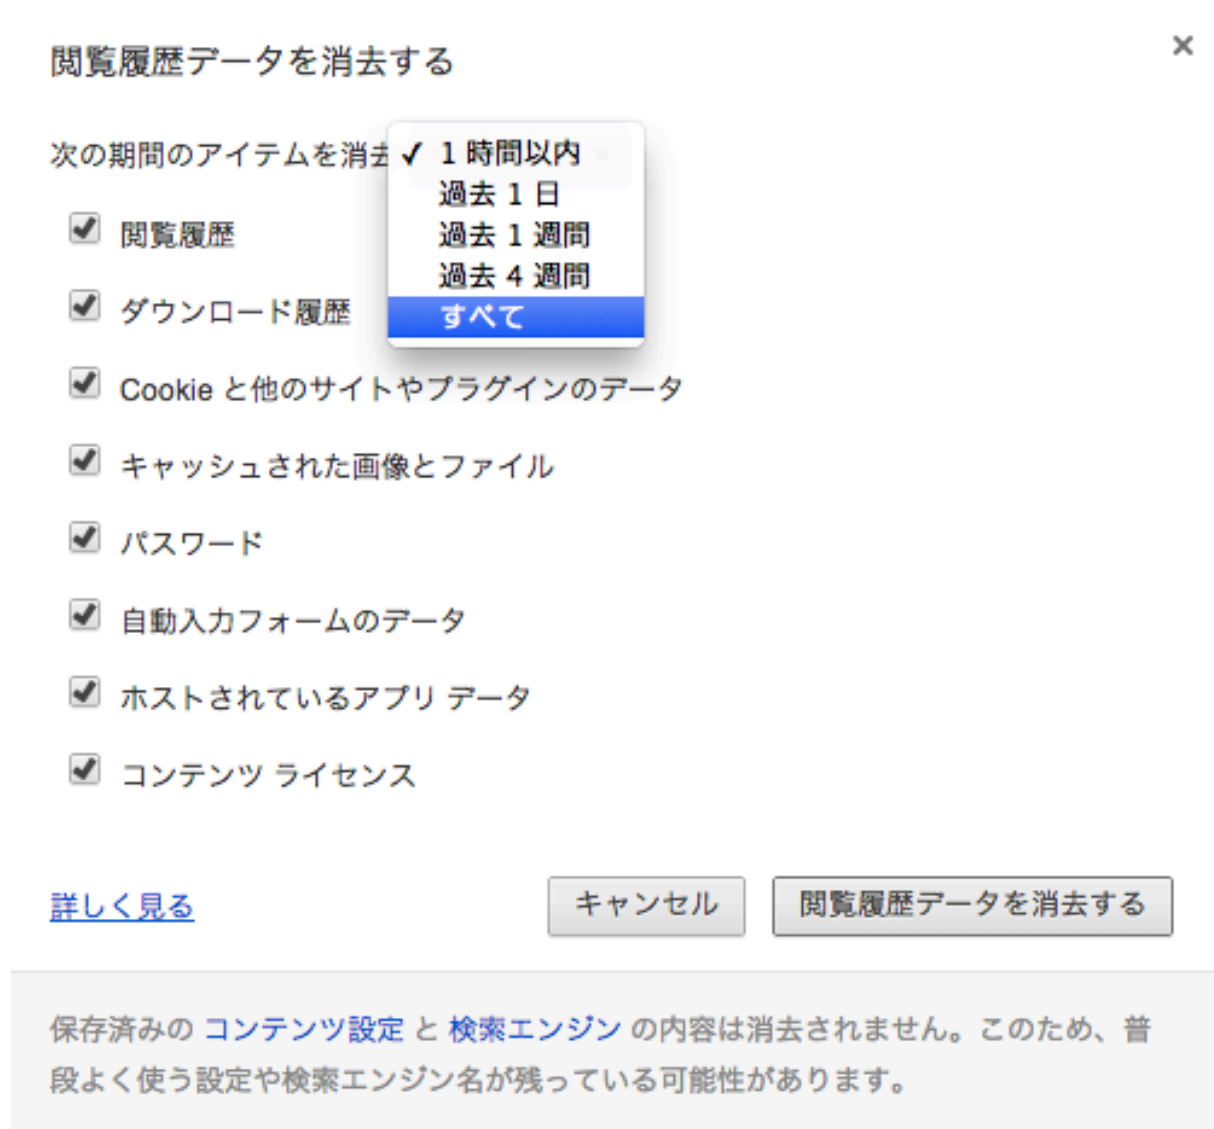 閲覧履歴データを消去する
×
次の期間のアイテムを消去
✓ 1 時間以内
過去 1 日
過去 1 週間
過去 4 週間
すべて
閲覧履歴
ダウンロード履歴
Cookie と他のサイトやプラグインのデータ
キャッシュされた画像とファイル
パスワード
自動入力フォームのデータ
ホストされているアプリ データ
コンテンツ ライセンス
詳しく見る
キャンセル
閲覧履歴データを消去する
保存済みの コンテンツ設定 と 検索エンジン の内容は消去されません。このため、普
段よく使う設定や検索エンジン名が残っている可能性があります。